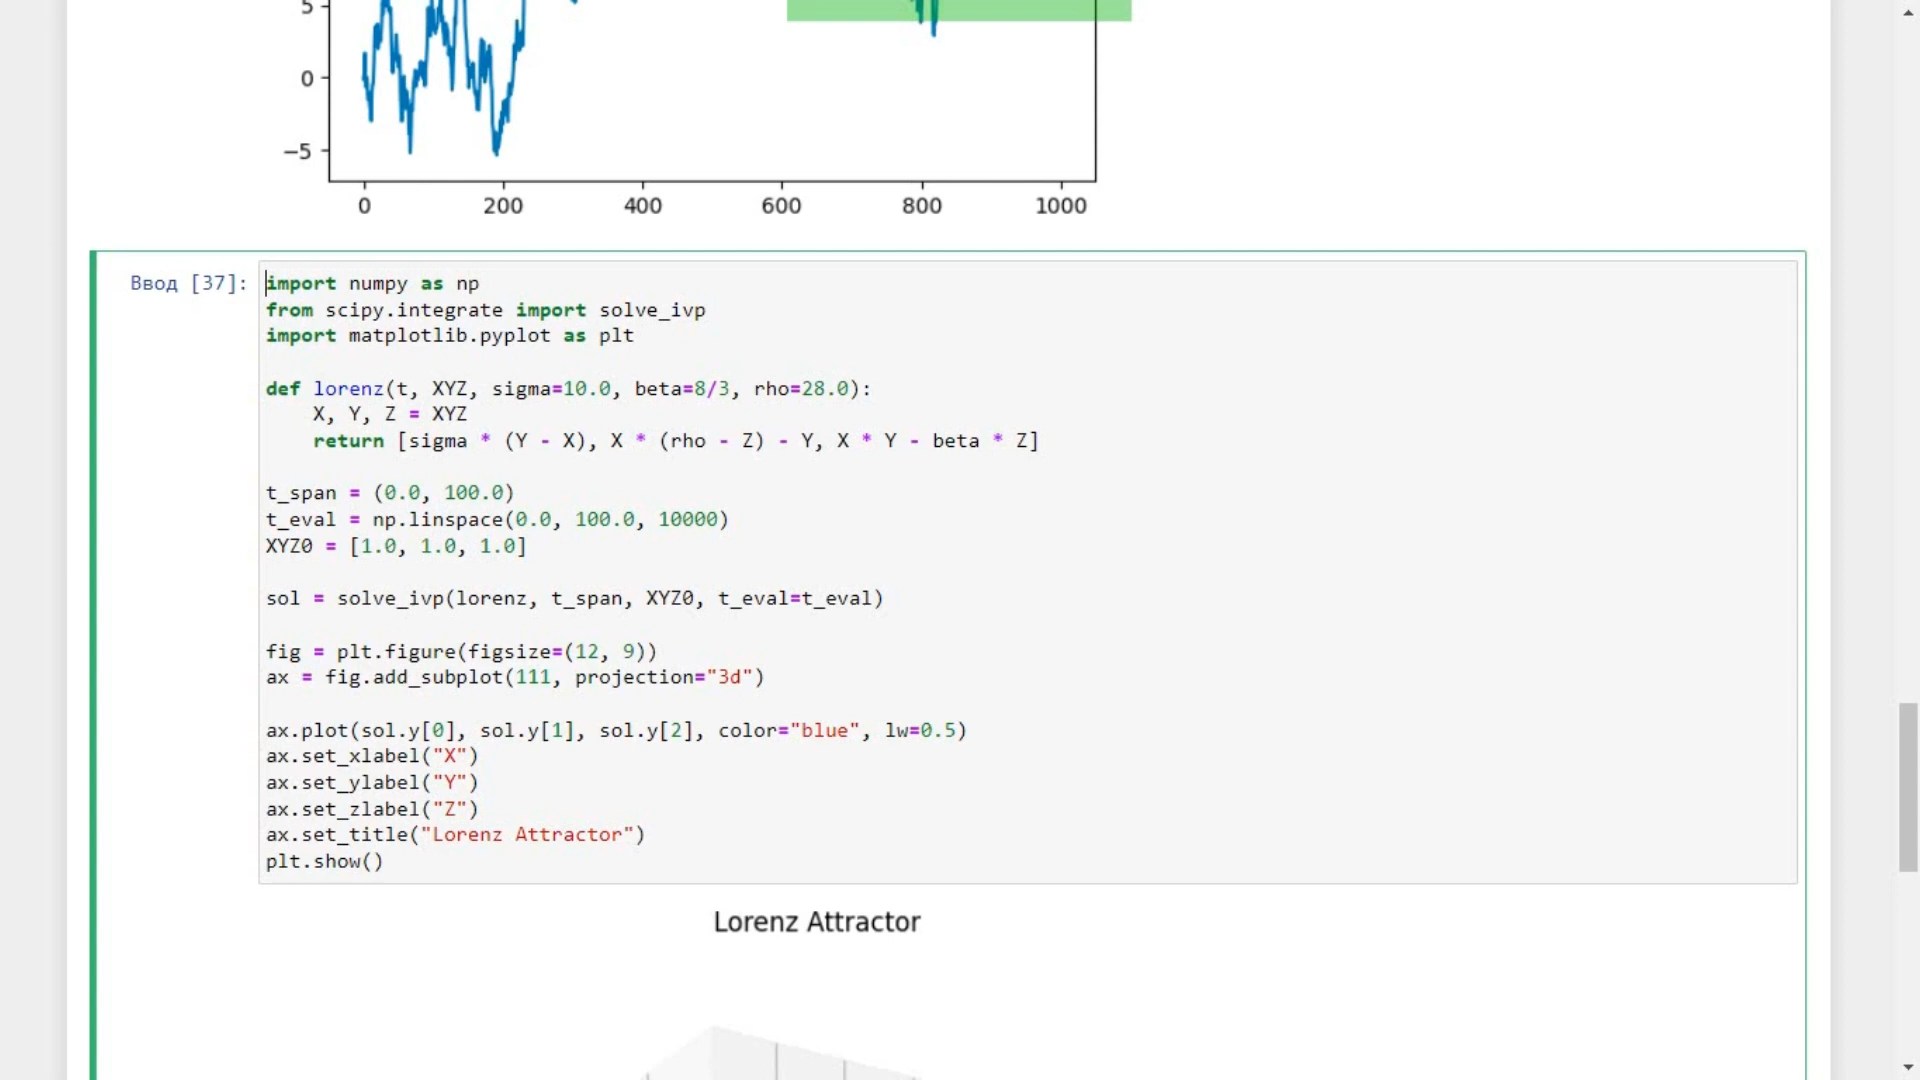 5
0
−5
0 200 400 600 800 1000
Ввод [37]:
import numpy as np
from scipy.integrate import solve_ivp
import matplotlib.pyplot as plt
def lorenz(t, XYZ, sigma=10.0, beta=8/3, rho=28.0):
    X, Y, Z = XYZ
    return [sigma * (Y - X), X * (rho - Z) - Y, X * Y - beta * Z]
t_span = (0.0, 100.0)
t_eval = np.linspace(0.0, 100.0, 10000)
XYZ0 = [1.0, 1.0, 1.0]
sol = solve_ivp(lorenz, t_span, XYZ0, t_eval=t_eval)
fig = plt.figure(figsize=(12, 9))
ax = fig.add_subplot(111, projection="3d")
ax.plot(sol.y[0], sol.y[1], sol.y[2], color="blue", lw=0.5)
ax.set_xlabel("X")
ax.set_ylabel("Y")
ax.set_zlabel("Z")
ax.set_title("Lorenz Attractor")
plt.show()
Lorenz Attractor